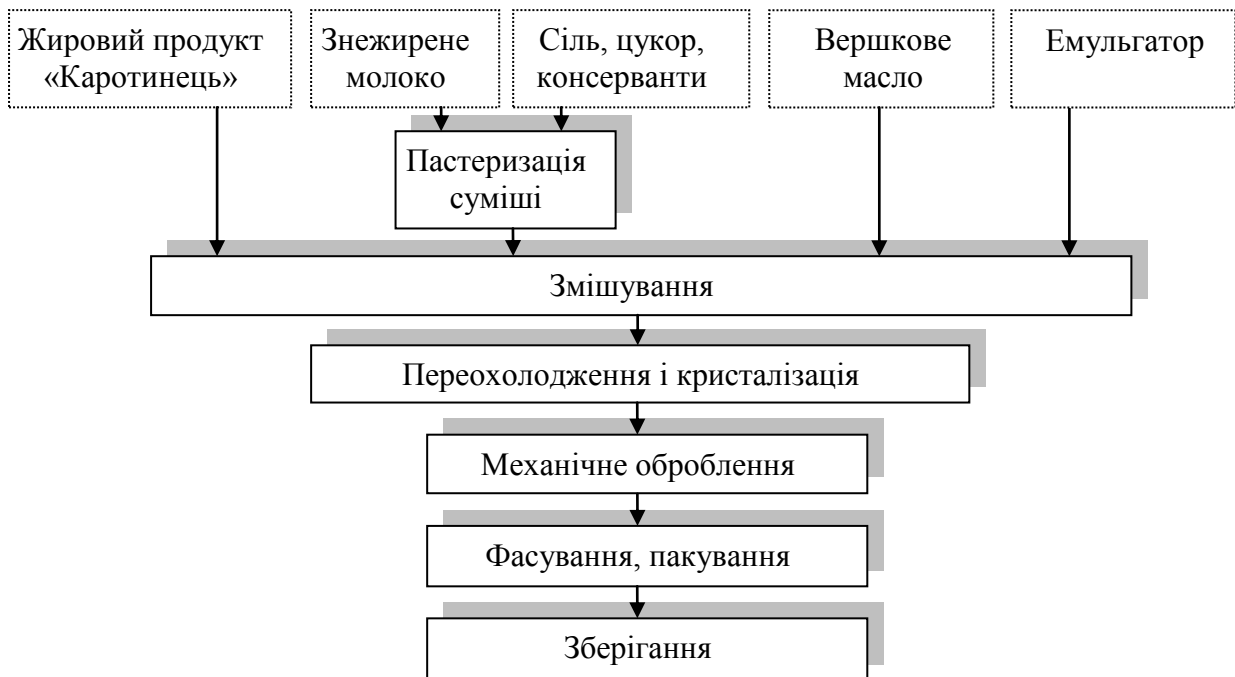 Жировий продукт
«Каротинець»
Знежирене
молоко
Сіль, цукор,
консерванти
Вершкове
масло
Емульгатор
Пастеризація
суміші
Змішування
Переохолодження і кристалізація
Механічне оброблення
Фасування, пакування
Зберігання